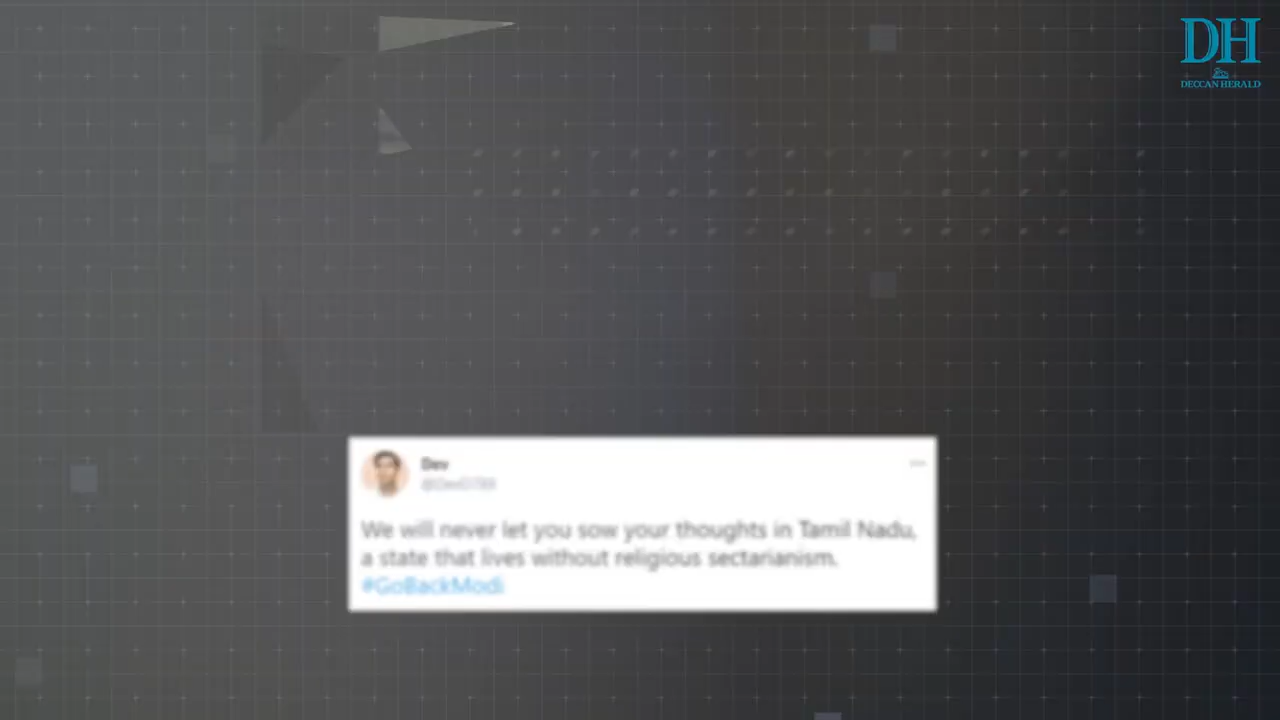 DH
DECCAN HERALD
Dev
We will never let you sow your thoughts in Tamil Nadu,
a state that lives without religious sectarianism.
#GoBackModi